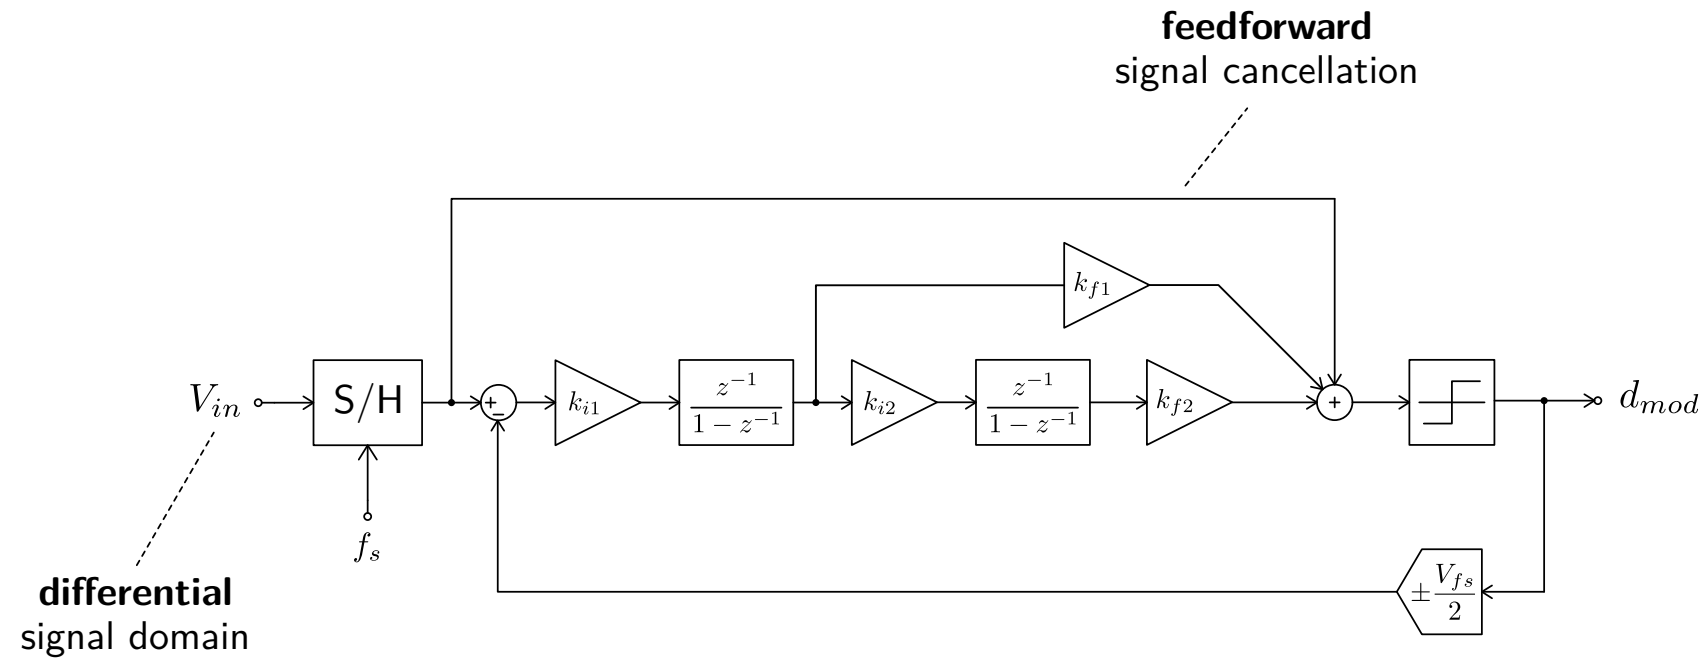 feedforward
signal cancellation
k_{f1}
V_{in}
S/H
+
−
k_{i1}
z^{-1}
1 − z^{-1}
k_{i2}
z^{-1}
1 − z^{-1}
k_{f2}
+
d_{mod}
f_s
differential
signal domain
± V_{fs}
2